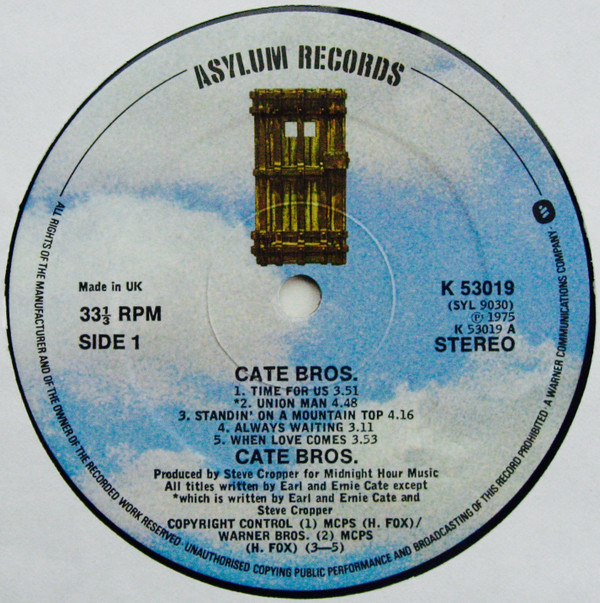 ASYLUM RECORDS
Made in UK
33⅓ RPM
SIDE 1
K 53019
(SYL 9030)
℗ 1975
K 53019 A
STEREO
CATE BROS.
1. TIME FOR US 3.51
*2. UNION MAN 4.48
3. STANDIN' ON A MOUNTAIN TOP 4.16
4. ALWAYS WAITING 3.11
5. WHEN LOVE COMES 3.53
CATE BROS.
Produced by Steve Cropper for Midnight Hour Music
All titles written by Earl and Ernie Cate except
*which is written by Earl and Ernie Cate and
Steve Cropper
COPYRIGHT CONTROL (1) MCPS (H. FOX)/
WARNER BROS. (2) MCPS
(H. FOX) (3—5)
ALL RIGHTS OF THE MANUFACTURER AND OF THE OWNER OF THE RECORDED WORK RESERVED · UNAUTHORISED COPYING PUBLIC PERFORMANCE AND BROADCASTING OF THIS RECORD PROHIBITED · A WARNER COMMUNICATIONS COMPANY ·